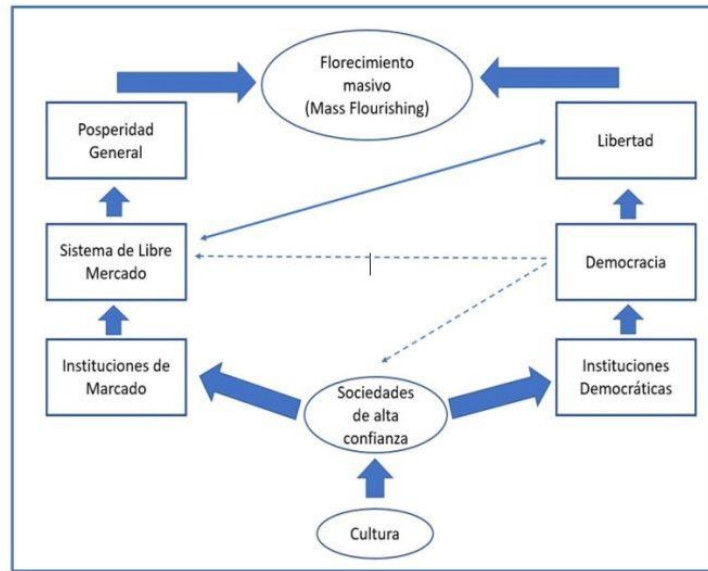 Florecimiento
masivo
(Mass Flourishing)
Posperidad
General
Libertad
Sistema de Libre
Mercado
Democracia
Instituciones de
Marcado
Sociedades
de alta
confianza
Instituciones
Democráticas
Cultura